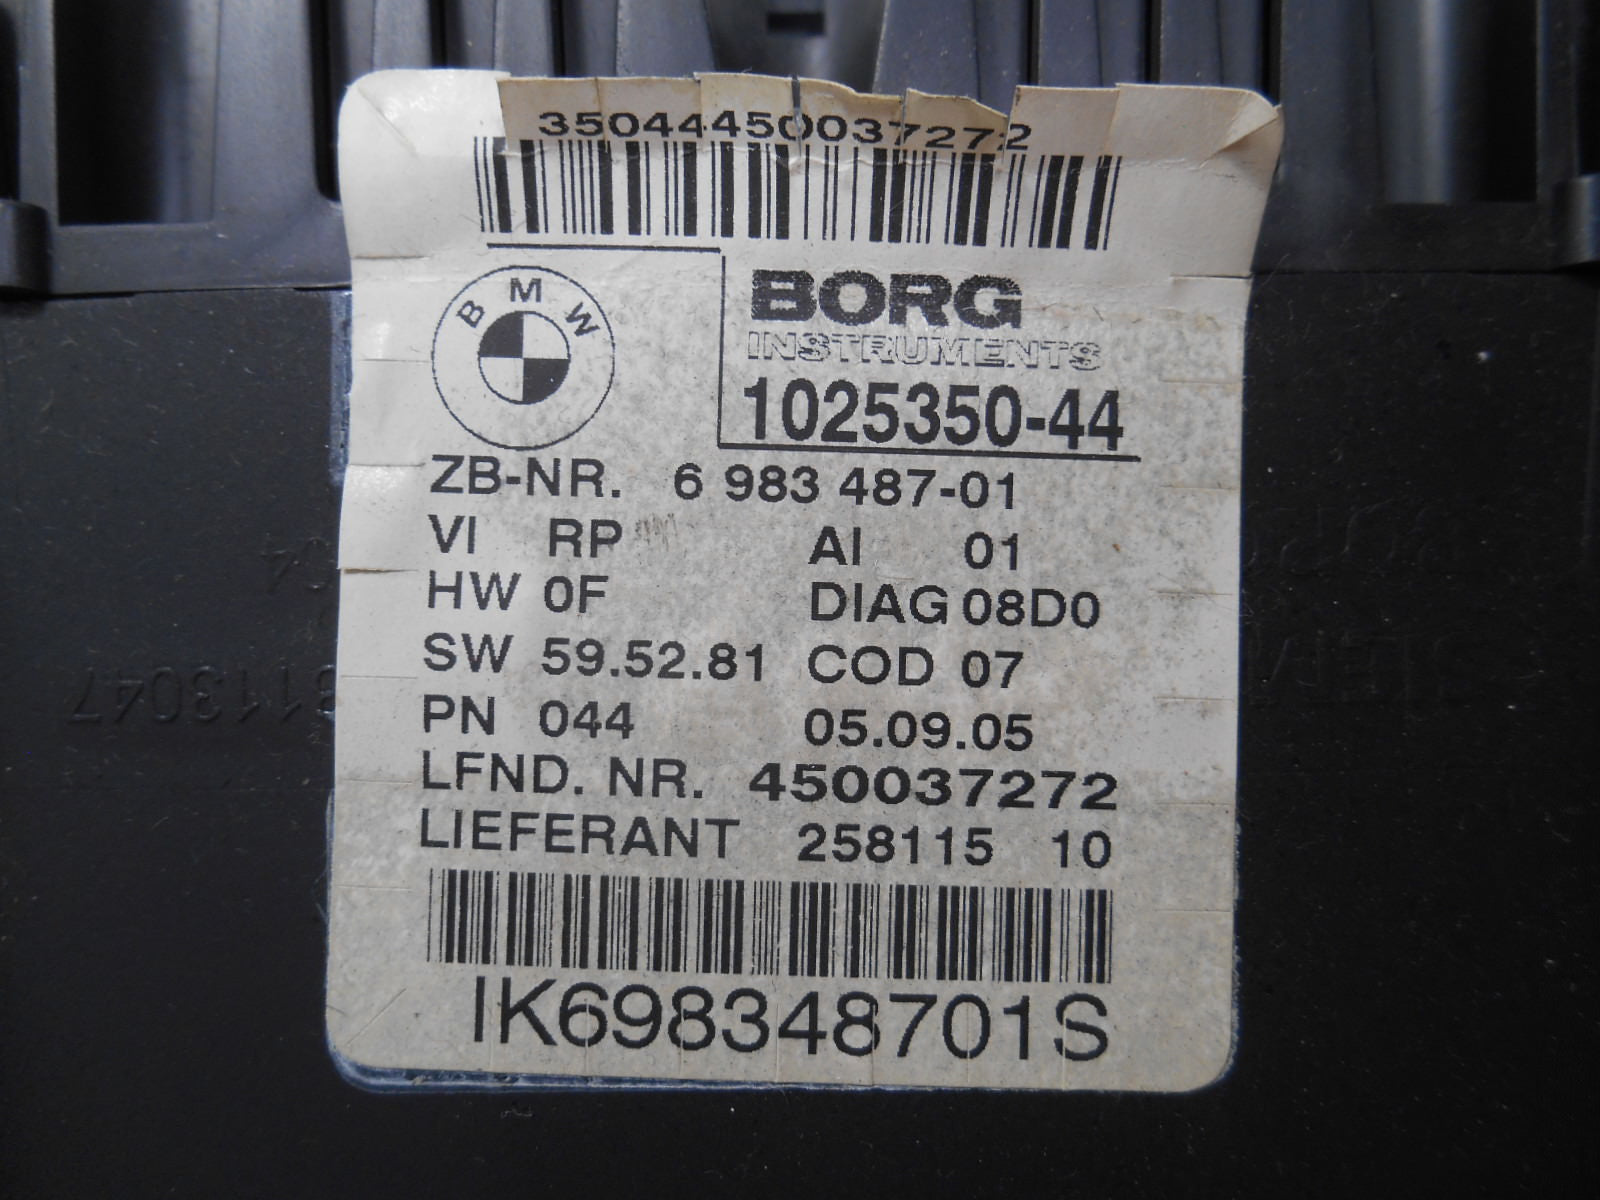 35044450037272
BMW
BORG
INSTRUMENTS
1025350-44
ZB-NR. 6 983 487-01
VI RP AI 01
HW 0F DIAG 08D0
SW 59.52.81 COD 07
PN 044 05.09.05
LFND. NR. 450037272
LIEFERANT 258115 10
IK698348701S